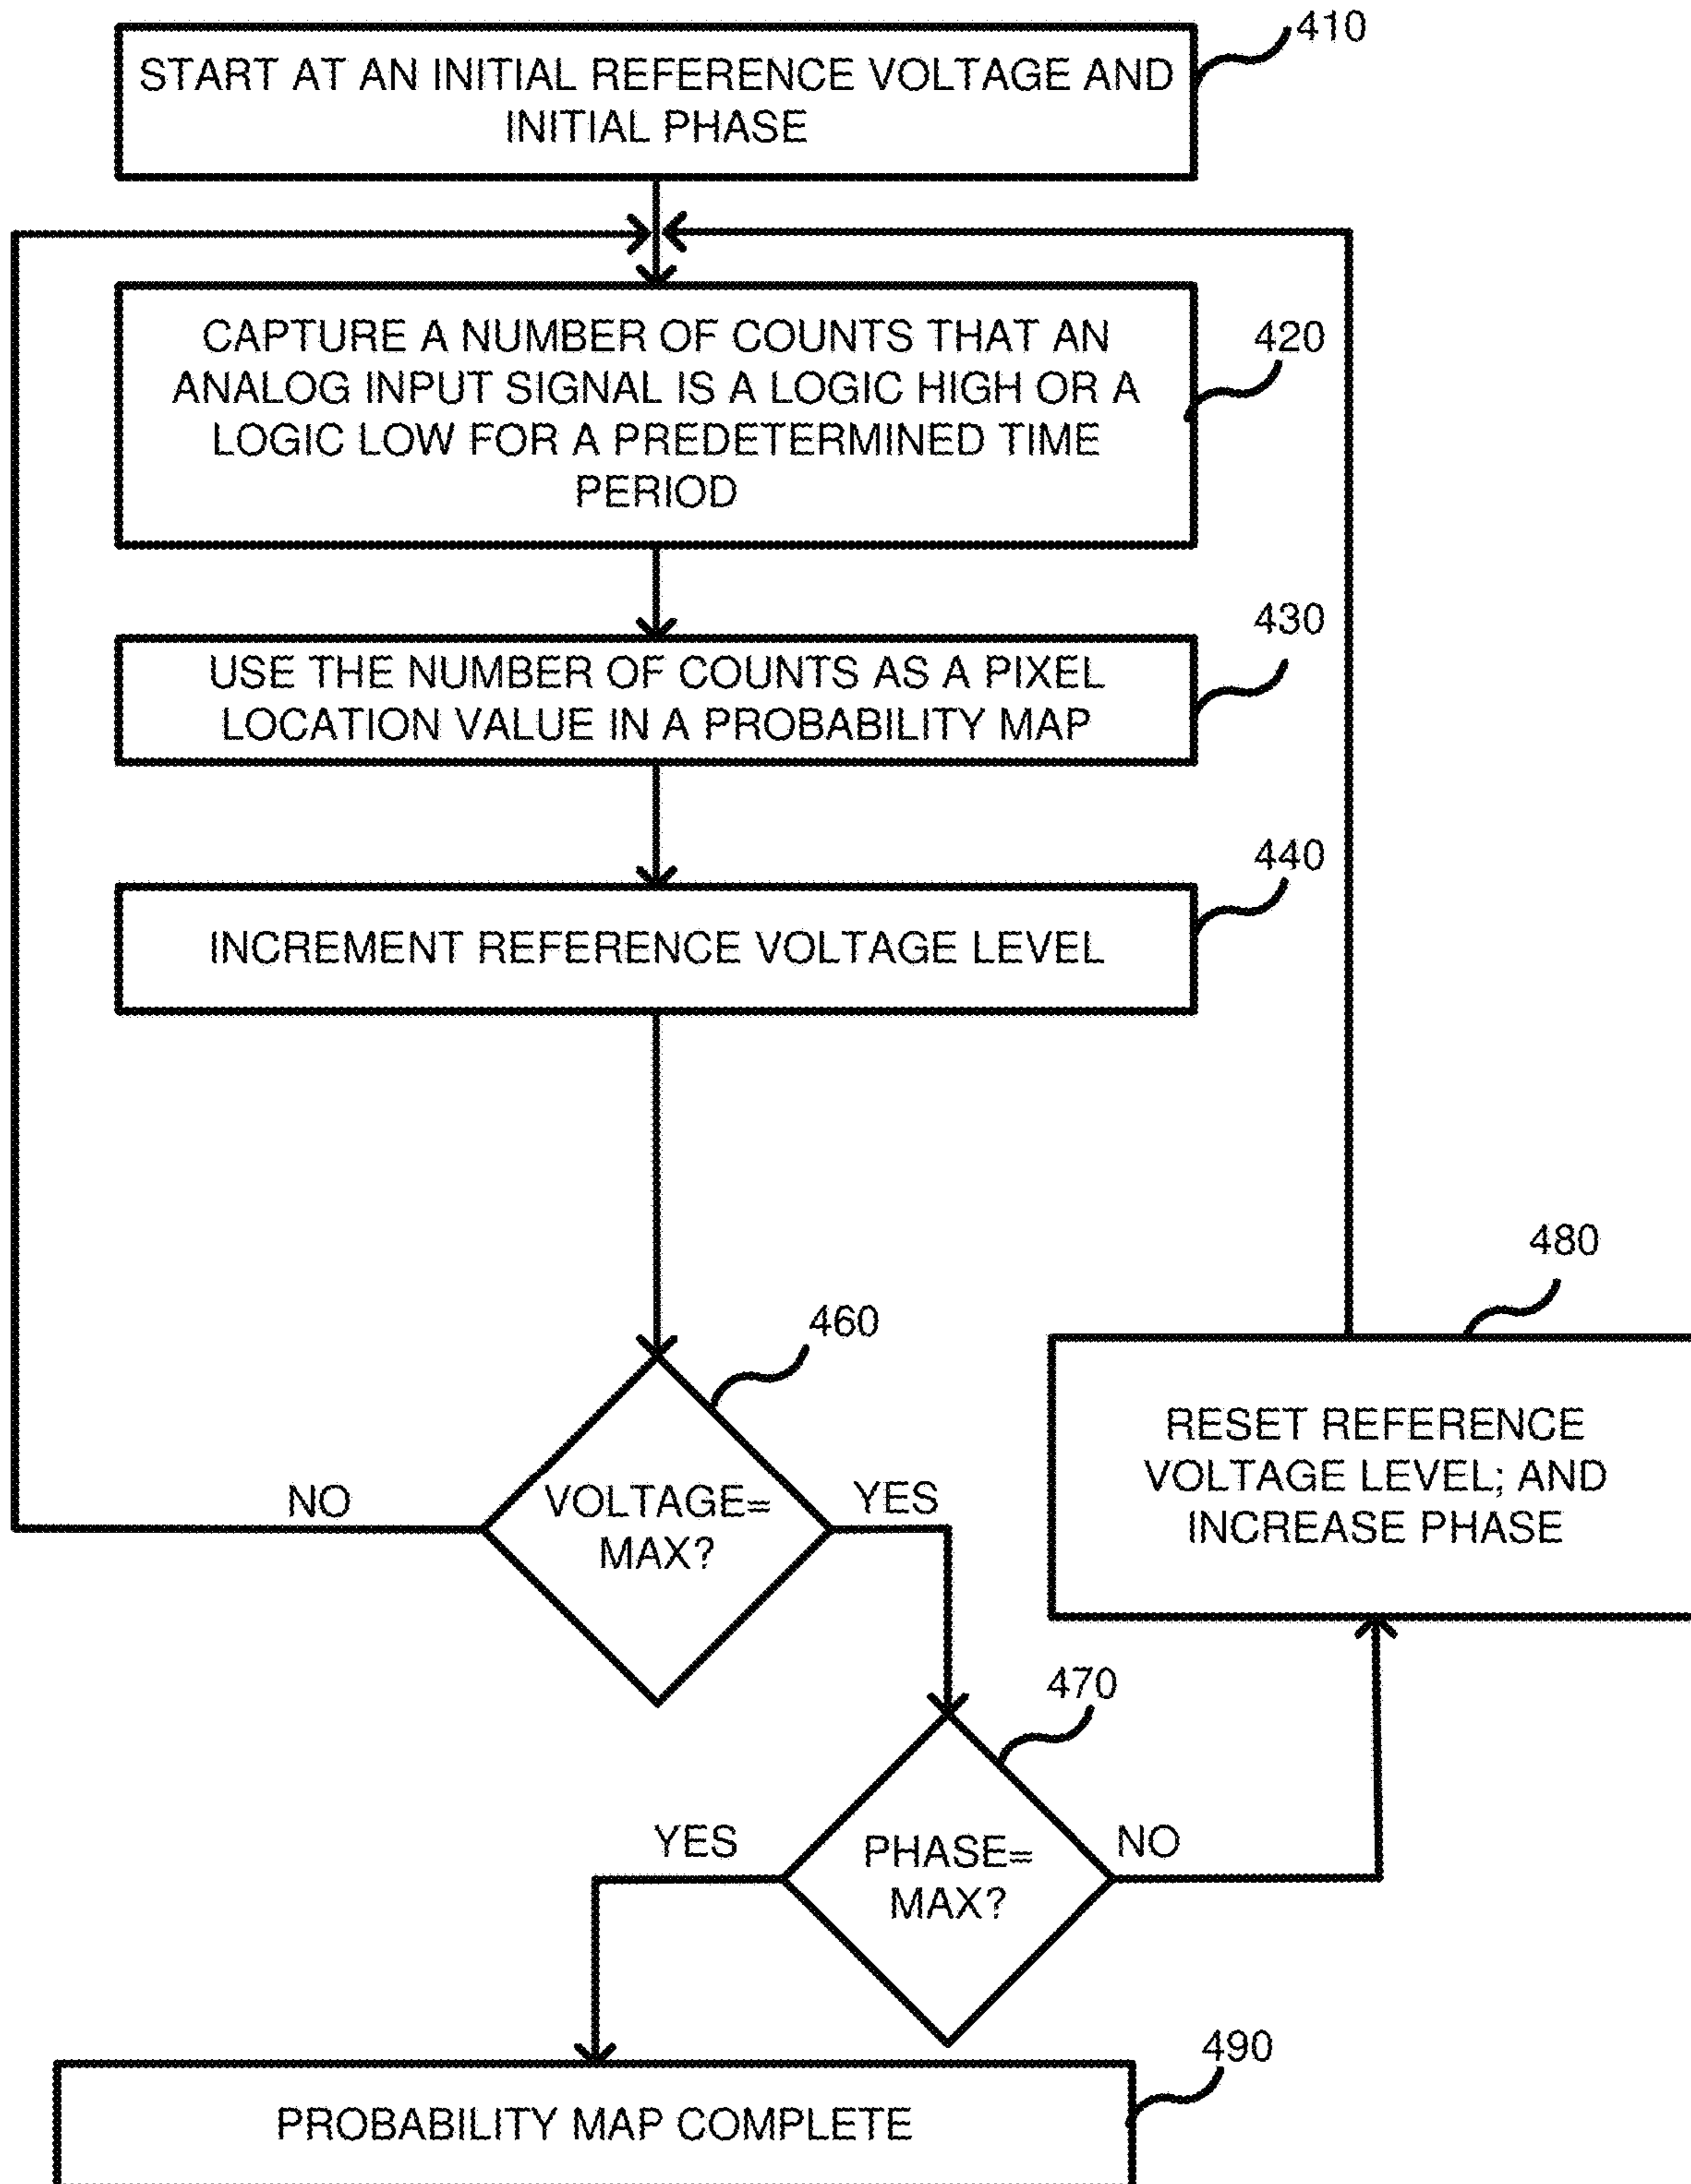 410
START AT AN INITIAL REFERENCE VOLTAGE AND
INITIAL PHASE
420
CAPTURE A NUMBER OF COUNTS THAT AN
ANALOG INPUT SIGNAL IS A LOGIC HIGH OR A
LOGIC LOW FOR A PREDETERMINED TIME
PERIOD
430
USE THE NUMBER OF COUNTS AS A PIXEL
LOCATION VALUE IN A PROBABILITY MAP
440
INCREMENT REFERENCE VOLTAGE LEVEL
460
VOLTAGE=
MAX?
NO
YES
470
PHASE=
MAX?
YES
NO
480
RESET REFERENCE
VOLTAGE LEVEL; AND
INCREASE PHASE
490
PROBABILITY MAP COMPLETE